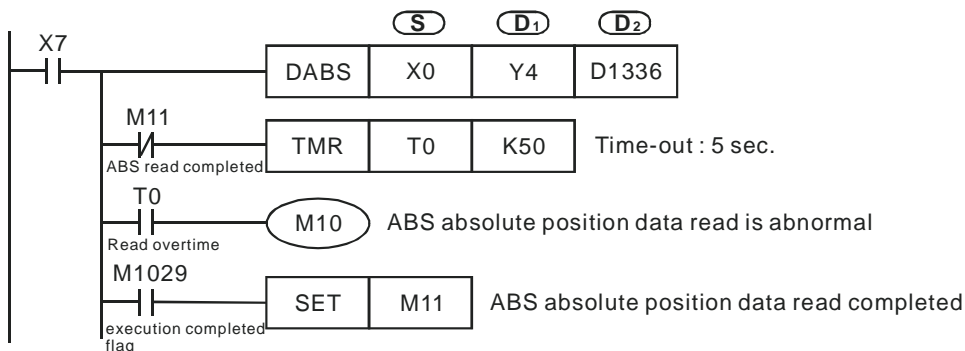 S D1 D2
X7
DABS X0 Y4 D1336
M11
ABS read completed
TMR T0 K50 Time-out : 5 sec.
T0
Read overtime
M10 ABS absolute position data read is abnormal
M1029
execution completed
flag
SET M11 ABS absolute position data read completed